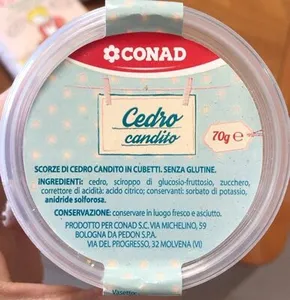 CONAD
Cedro
candito
70g e
SCORZE DI CEDRO CANDITO IN CUBETTI. SENZA GLUTINE.
INGREDIENTI: cedro, sciroppo di glucosio-fruttosio, zucchero,
correttore di acidità: acido citrico; conservanti: sorbato di potassio,
anidride solforosa.
CONSERVAZIONE: conservare in luogo fresco e asciutto.
PRODOTTO PER CONAD S.C. VIA MICHELINO, 59
BOLOGNA DA PEDON S.P.A.
VIA DEL PROGRESSO, 32 MOLVENA (VI)